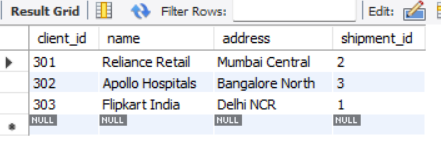 Result Grid Filter Rows: Edit:
client_id name address shipment_id
301 Reliance Retail Mumbai Central 2
302 Apollo Hospitals Bangalore North 3
303 Flipkart India Delhi NCR 1
NULL NULL NULL NULL